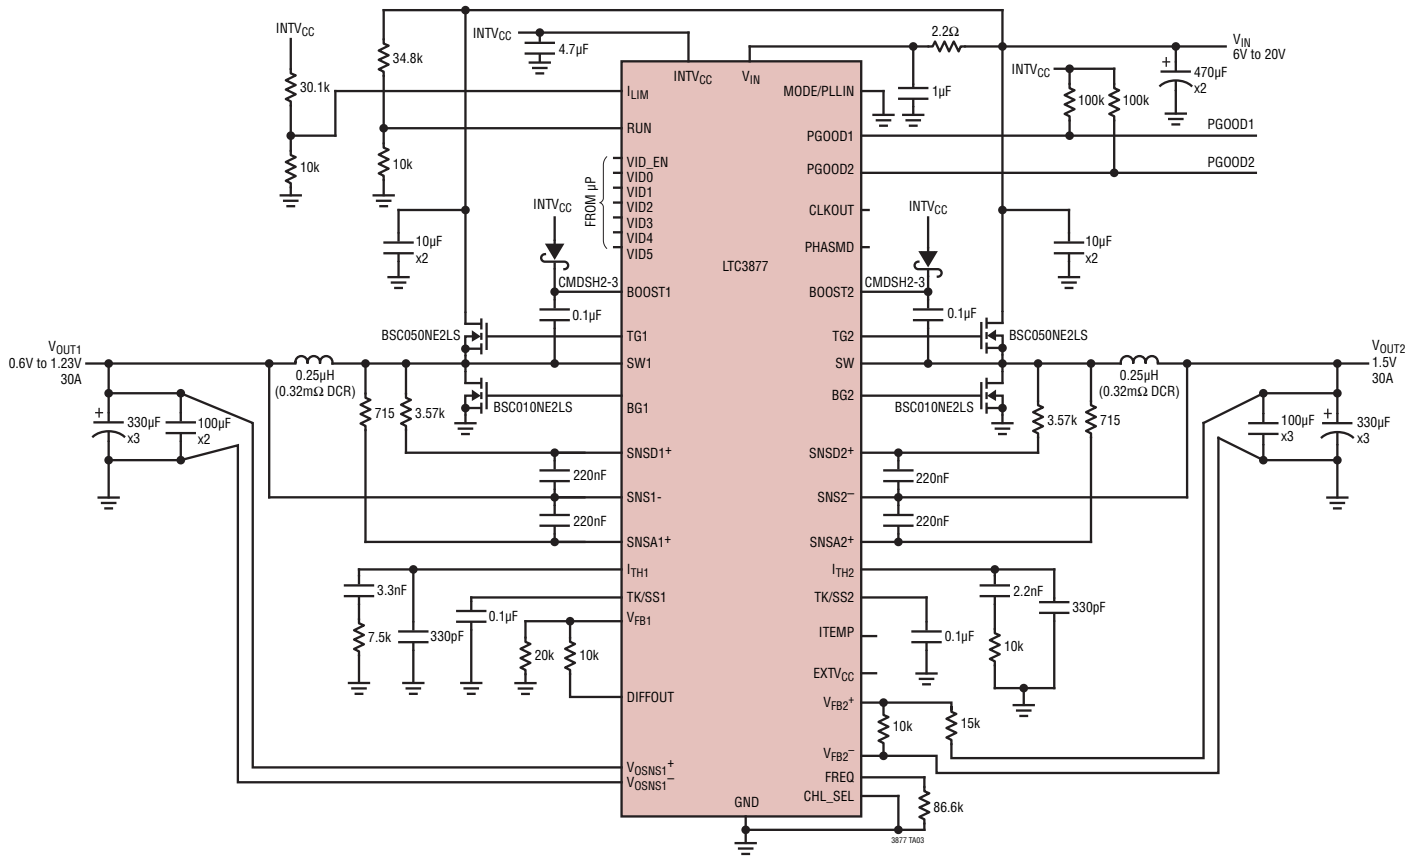 INTVCC
30.1k
10k
34.8k
10k
INTVCC
4.7µF
2.2Ω
1µF
VIN
6V to 20V
470µF
x2
INTVCC
100k
100k
PGOOD1
PGOOD2
INTVCC
VIN
ILIM
RUN
VID_EN
VID0
VID1
VID2
VID3
VID4
VID5
FROM µP
MODE/PLLIN
PGOOD1
PGOOD2
CLKOUT
PHASMD
LTC3877
10µF
x2
INTVCC
CMDSH2-3
BOOST1
0.1µF
BSC050NE2LS
TG1
SW1
BSC010NE2LS
BG1
INTVCC
CMDSH2-3
BOOST2
0.1µF
TG2
BSC050NE2LS
SW
BG2
BSC010NE2LS
10µF
x2
VOUT1
0.6V to 1.23V
30A
0.25µH
(0.32mΩ DCR)
330µF
x3
100µF
x2
715
3.57k
SNSD1+
220nF
SNS1-
220nF
SNSA1+
VOUT2
1.5V
30A
0.25µH
(0.32mΩ DCR)
3.57k
715
100µF
x3
330µF
x3
SNSD2+
220nF
SNS2–
220nF
SNSA2+
ITH1
3.3nF
7.5k
330pF
TK/SS1
0.1µF
VFB1
20k
10k
DIFFOUT
VOSNS1+
VOSNS1–
ITH2
2.2nF
330pF
10k
TK/SS2
0.1µF
ITEMP
EXTVCC
VFB2+
10k
15k
VFB2–
FREQ
CHL_SEL
86.6k
GND
3877 TA03